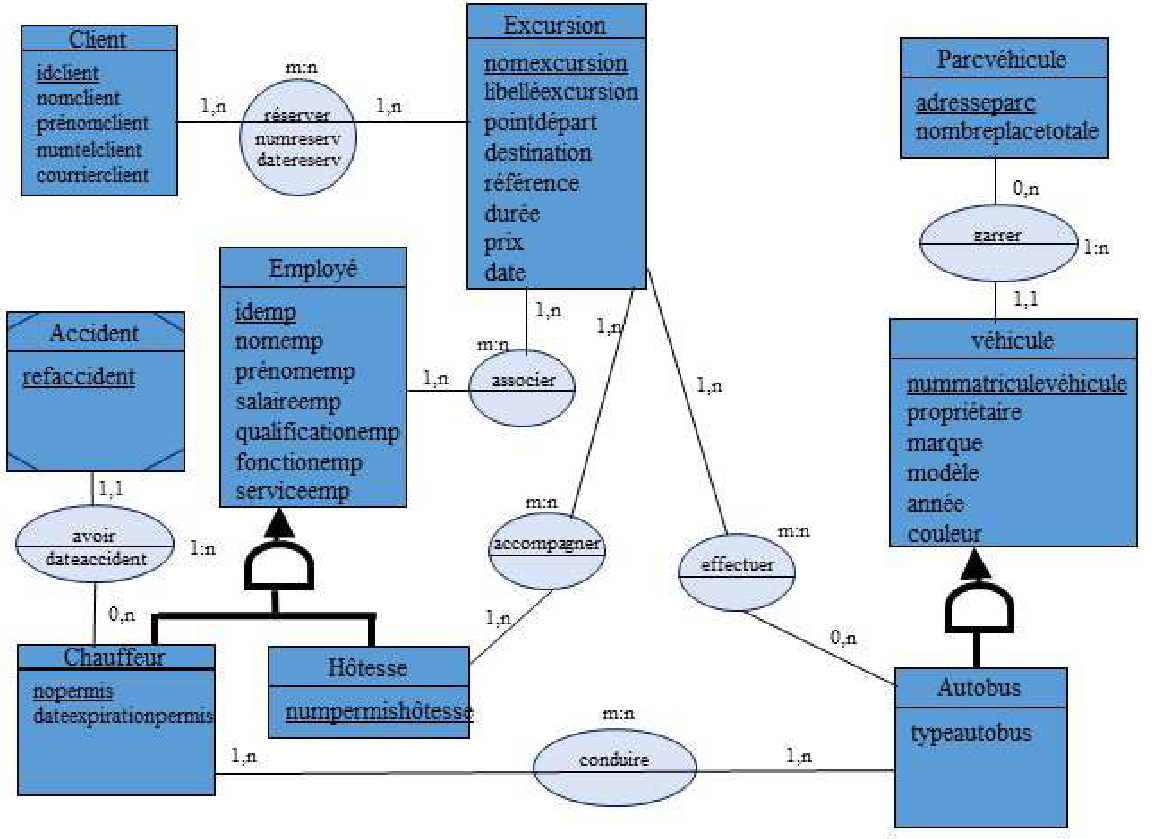 Client
idclient
nomclient
prénomclient
numtelclient
courrierclient
1,n
m:n
réserver
numreserv
datereserv
1,n
Excursion
nomexcursion
libelléexcursion
pointdépart
destination
référence
durée
prix
date
Parcvéhicule
adresseparc
nombreplacetotale
0,n
garrer
1:n
1,1
véhicule
nummatriculevéhicule
propriétaire
marque
modèle
année
couleur
Employé
idemp
nomemp
prénomemp
salaireemp
qualificationemp
fonctionemp
serviceemp
1,n
m:n
associer
1,n
1,n
1,n
Accident
refaccident
1,1
avoir
dateaccident
1:n
0,n
m:n
accompagner
1,n
m:n
effectuer
0,n
Chauffeur
nopermis
dateexpirationpermis
Hôtesse
numpermishôtesse
Autobus
typeautobus
1,n
m:n
conduire
1,n